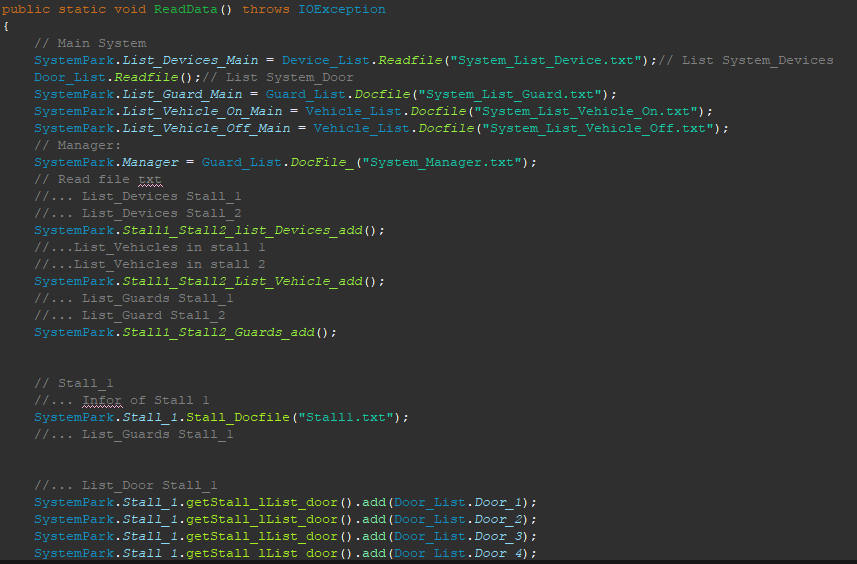 public static void ReadData() throws IOException
{
// Main System
SystemPark.List_Devices_Main = Device_List.Readfile("System_List_Device.txt");// List System_Devices
Door_List.Readfile();// List System_Door
SystemPark.List_Guard_Main = Guard_List.Docfile("System_List_Guard.txt");
SystemPark.List_Vehicle_On_Main = Vehicle_List.Docfile("System_List_Vehicle_On.txt");
SystemPark.List_Vehicle_Off_Main = Vehicle_List.Docfile("System_List_Vehicle_Off.txt");
// Manager:
SystemPark.Manager = Guard_List.DocFile_("System_Manager.txt");
// Read file txt
//... List_Devices Stall_1
//... List_Devices Stall_2
SystemPark.Stall1_Stall2_list_Devices_add();
//...List_Vehicles in stall 1
//...List_Vehicles in stall 2
SystemPark.Stall1_Stall2_List_Vehicle_add();
//... List_Guards Stall_1
//... List_Guard Stall_2
SystemPark.Stall1_Stall2_Guards_add();
// Stall_1
//... Infor of Stall 1
SystemPark.Stall_1.Stall_Docfile("Stall1.txt");
//... List_Guards Stall_1
//... List_Door Stall_1
SystemPark.Stall_1.getStall_lList_door().add(Door_List.Door_1);
SystemPark.Stall_1.getStall_lList_door().add(Door_List.Door_2);
SystemPark.Stall_1.getStall_lList_door().add(Door_List.Door_3);
SystemPark.Stall_1.getStall_lList_door().add(Door_List.Door_4);